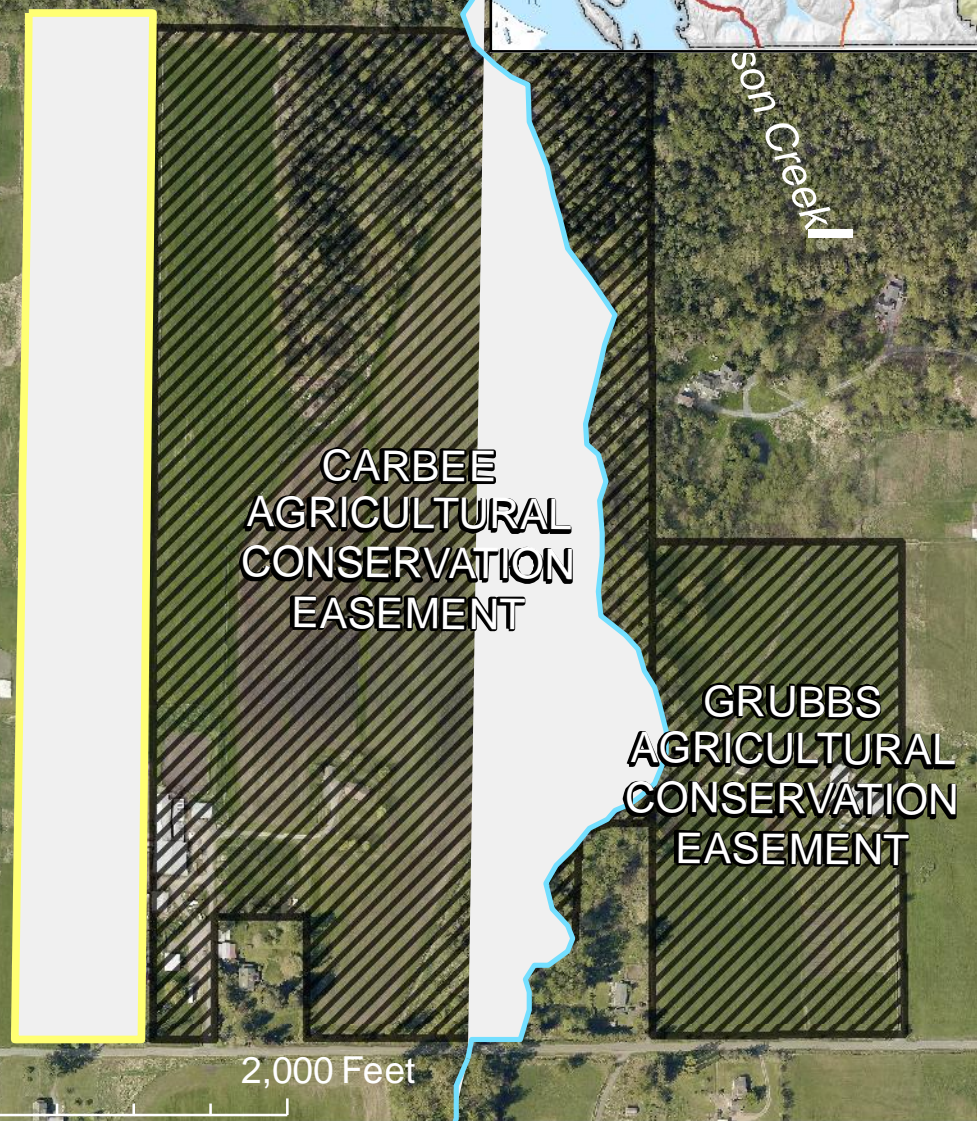 son Creek
CARBEE
AGRICULTURAL
CONSERVATION
EASEMENT
GRUBBS
AGRICULTURAL
CONSERVATION
EASEMENT
2,000 Feet